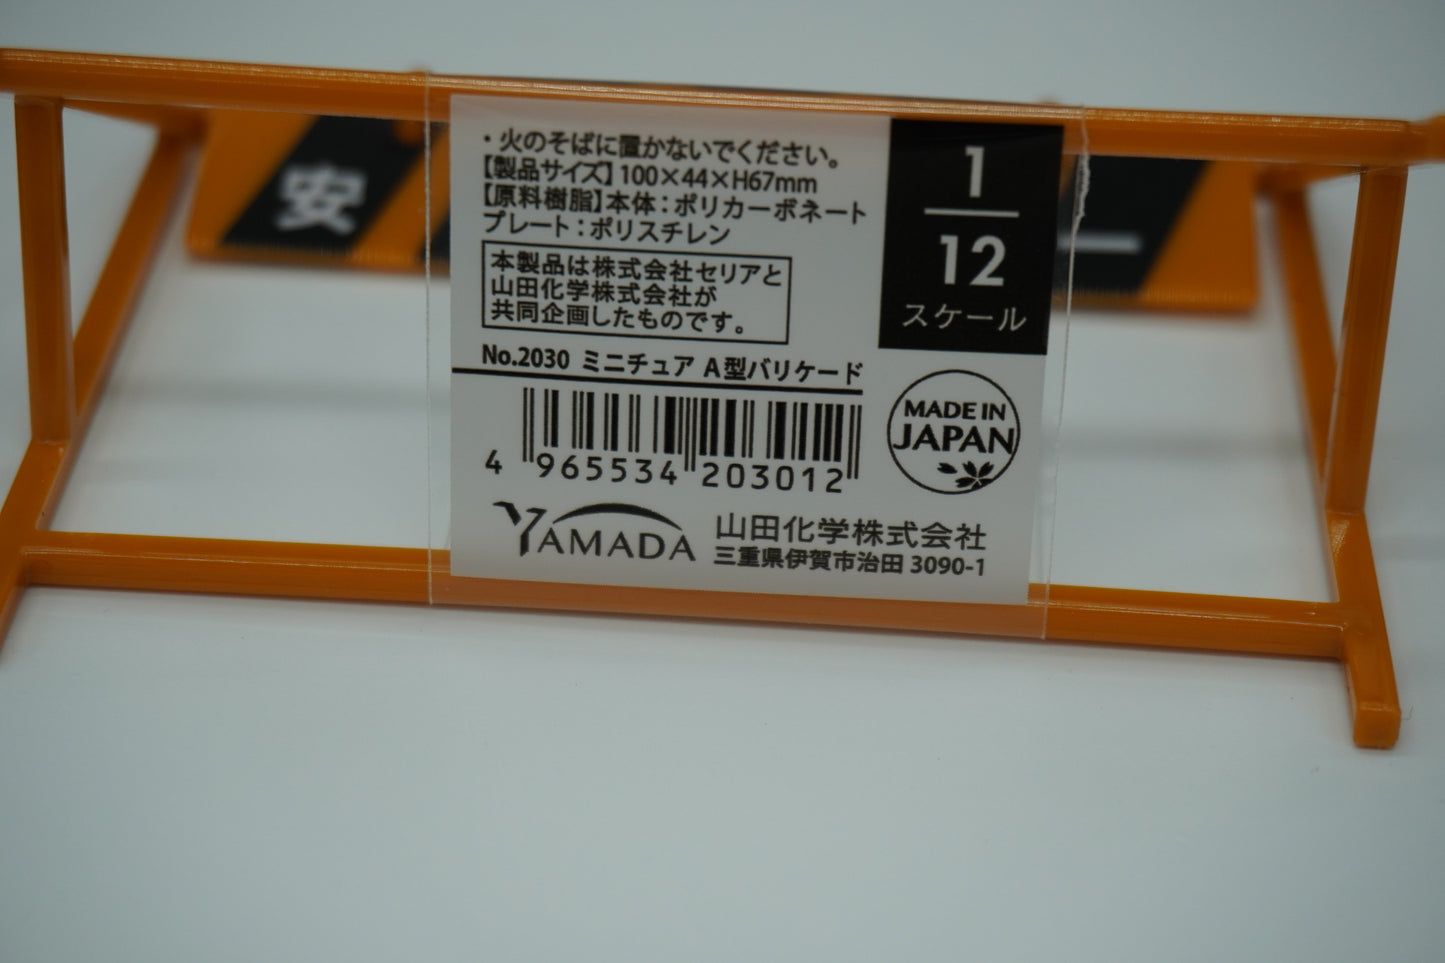 安
ー
・火のそばに置かないでください。
【製品サイズ】100×44×H67mm
【原料樹脂】本体：ポリカーボネート
プレート：ポリスチレン
本製品は株式会社セリアと
山田化学株式会社が
共同企画したものです。
No.2030 ミニチュア A型バリケード
4 965534 203012
YAMADA
山田化学株式会社
三重県伊賀市治田 3090-1
1
12
スケール
MADE IN
JAPAN